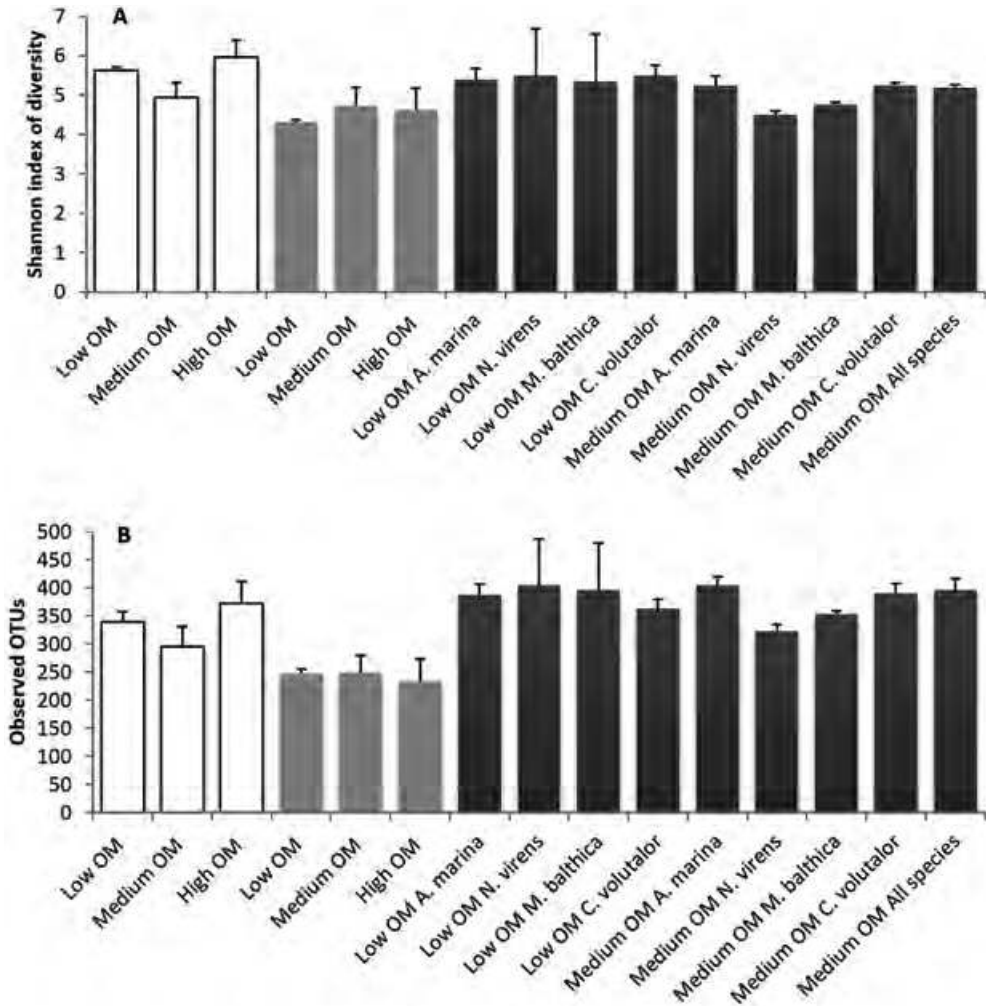 A
Shannon index of diversity
7
6
5
4
3
2
1
0
Low OM
Medium OM
High OM
Low OM
Medium OM
High OM
Low OM A. marina
Low OM N. virens
Low OM M. balthica
Low OM C. volutalor
Medium OM A. marina
Medium OM N. virens
Medium OM M. balthica
Medium OM C. volutalor
Medium OM All species
B
Observed OTUs
500
450
400
350
300
250
200
150
100
50
0
Low OM
Medium OM
High OM
Low OM
Medium OM
High OM
Low OM A. marina
Low OM N. virens
Low OM M. balthica
Low OM C. volutalor
Medium OM A. marina
Medium OM N. virens
Medium OM M. balthica
Medium OM C. volutalor
Medium OM All species